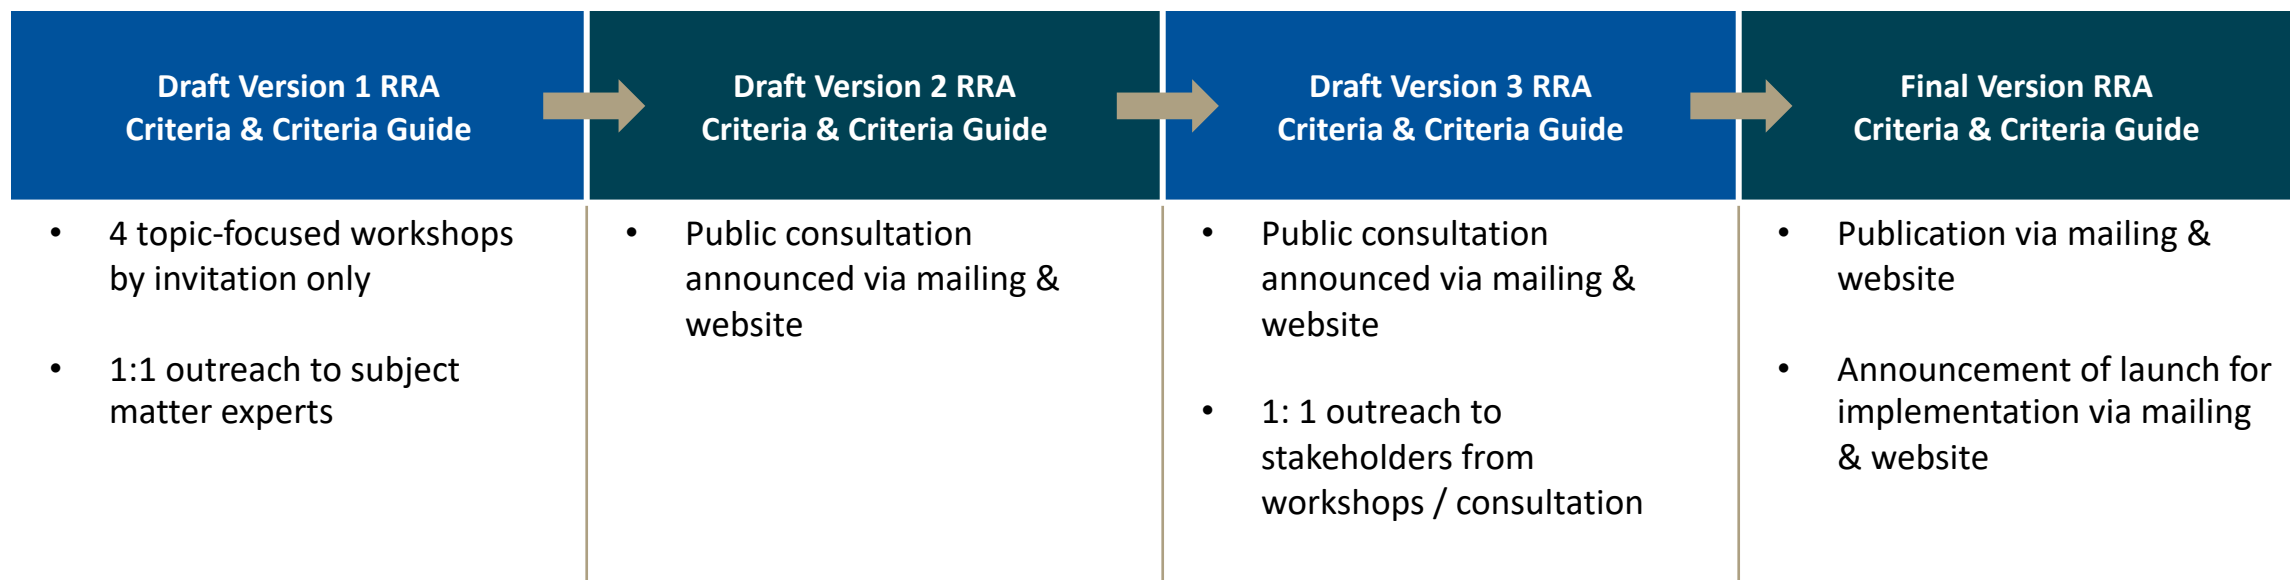 Draft Version 1 RRA
Criteria & Criteria Guide
Draft Version 2 RRA
Criteria & Criteria Guide
Draft Version 3 RRA
Criteria & Criteria Guide
Final Version RRA
Criteria & Criteria Guide
• 4 topic-focused workshops
by invitation only
• 1:1 outreach to subject
matter experts
• Public consultation
announced via mailing &
website
• Public consultation
announced via mailing &
website
• 1: 1 outreach to
stakeholders from
workshops / consultation
• Publication via mailing &
website
• Announcement of launch for
implementation via mailing
& website